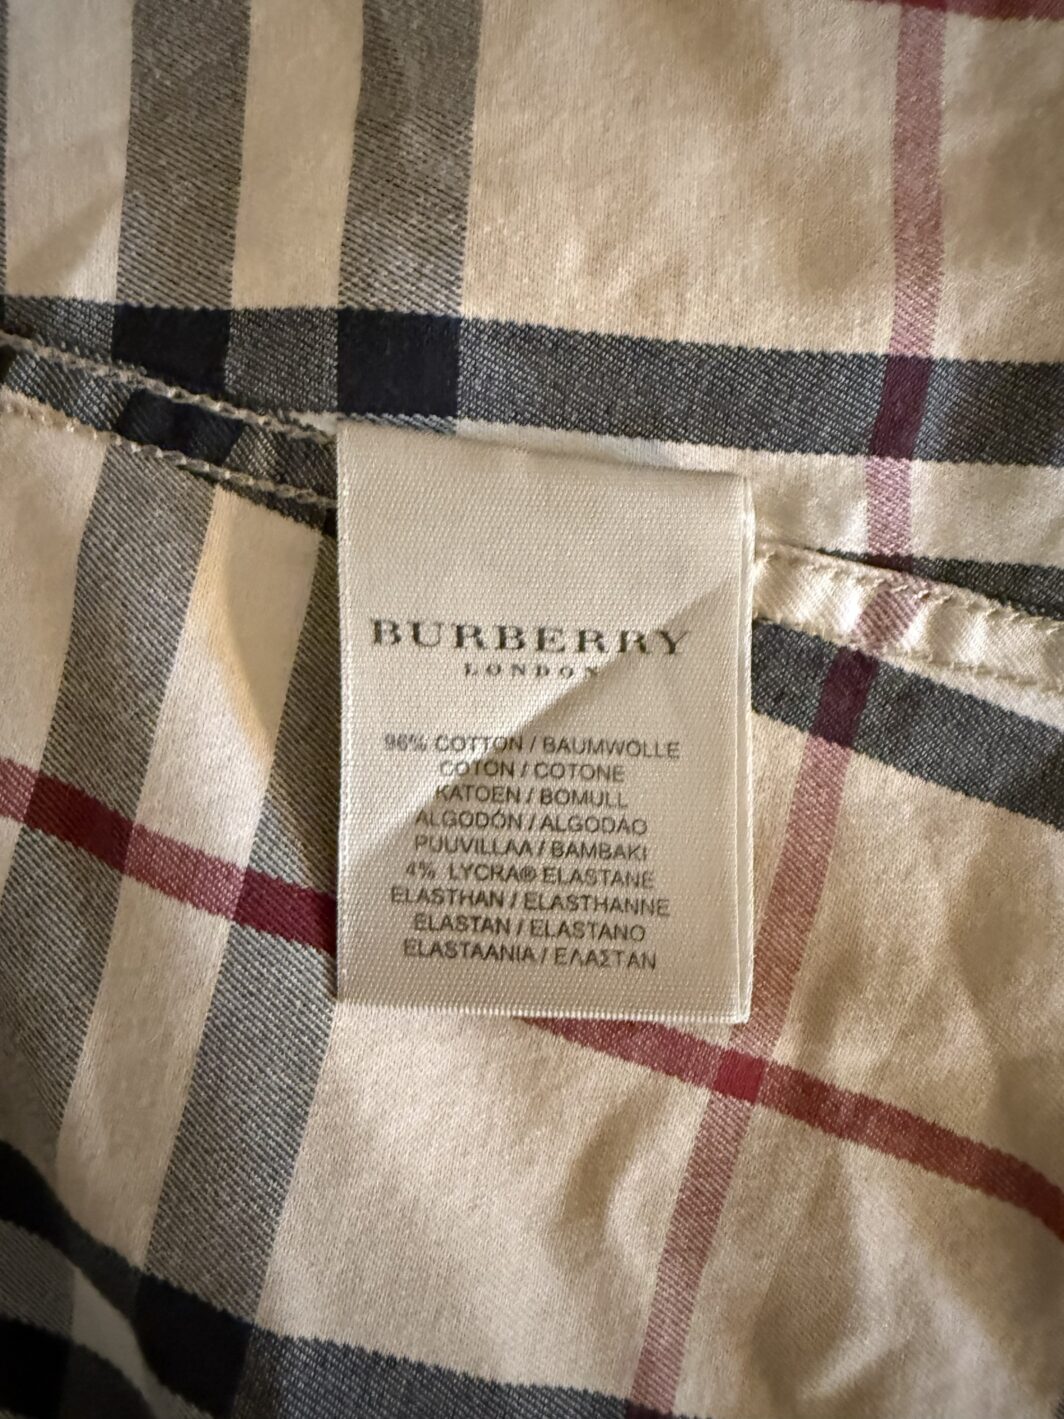 BURBERRY
LONDON
96% COTTON / BAUMWOLLE
COTON / COTONE
KATOEN / BOMULL
ALGODÓN / ALGODAO
PUUVILLAA / BAMBAKI
4% LYCRA® ELASTANE
ELASTHAN / ELASTHANNE
ELASTAN / ELASTANO
ELASTAANIA / ΕΛΑΣΤΑΝ